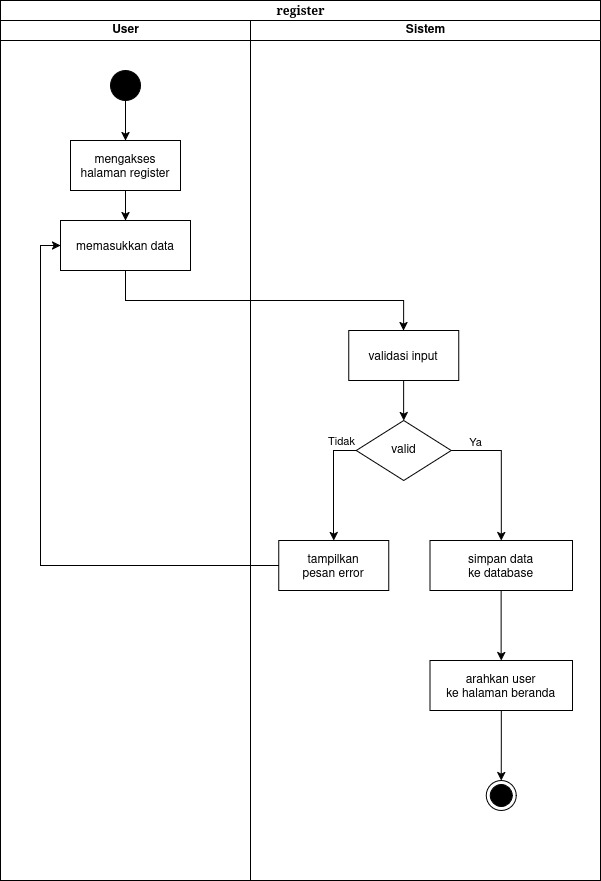 register
User
Sistem
mengakses
halaman register
memasukkan data
validasi input
valid
Tidak
Ya
tampilkan
pesan error
simpan data
ke database
arahkan user
ke halaman beranda